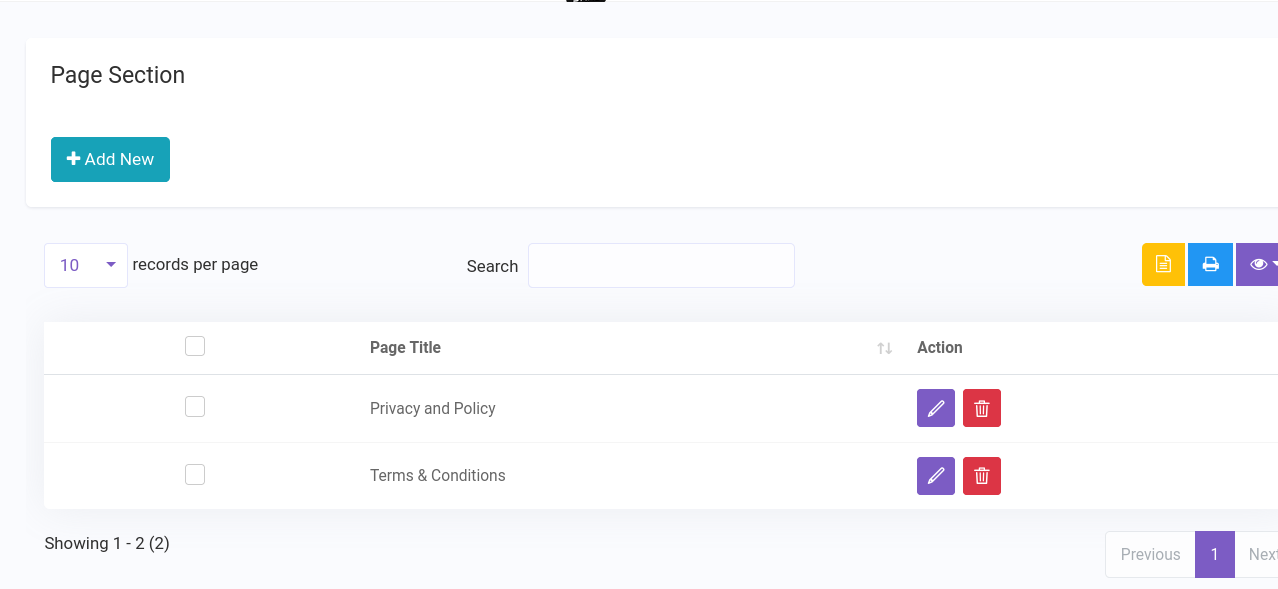 Page Section
Add New
10 records per page
Search
Page Title Action
Privacy and Policy
Terms & Conditions
Showing 1 - 2 (2)
Previous 1 Next